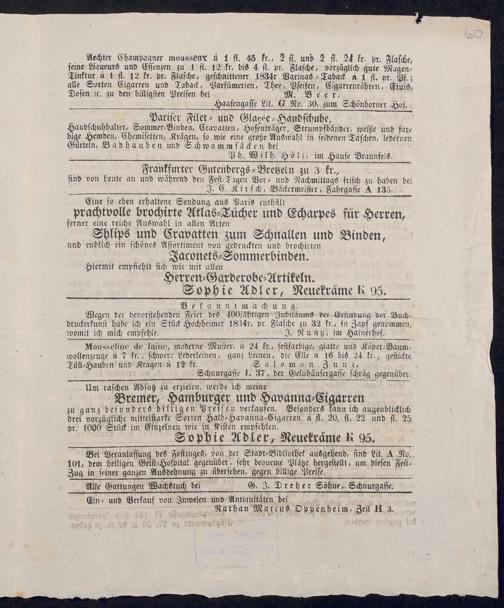 60
Aechter Champagner mousseux á 1 fl. 45 kr., 2 fl. und 2 fl. 24 kr. pr. Flasche,
feine Liqueurs und Essenzen zu 1 fl. 12 kr. bis 4 fl. pr. Flasche, vorzüglich gute Magen-
Tinktur á 1 fl. 12 kr. pr. Flasche, geschnittener 1834r Varinas-Taback á 1 fl. pr. Pf.;
alle Sorten Cigarren und Taback, Parfümerien, Thee, Pfeifen, Cigarrenröhren, Etuis,
Dosen ꝛc. zu den billigsten Preisen bei M. Beer,
Haasengasse Lit. G No. 30. zum Schönborner Hof.
Pariser Filet- und Glaçée-Handschuhe,
Handschuhhalter, Sommer-Binden, Cravatten, Hosenträger, Strumpfbänder, weiße und far-
bige Hemden, Chemisetten, Krägen, so wie eine große Auswahl in seidenen Taschen, ledernen
Gürteln, Badhauben und Schwammsäcken bei
Ph. Wilh. Hölz, im Hause Braunfels.
Frankfurter Gutenbergs-Bretzeln zu 3 kr.,
sind von heute an und während den Fest-Tagen Vor- und Nachmittags frisch zu haben bei
J. C. Kirsch, Bäckermeister, Fahrgasse A 135.
Eine so eben erhaltene Sendung aus Paris enthält
prachtvolle brochirte Atlas-Tücher und Echarpes für Herren,
ferner eine reiche Auswahl in allen Arten
Shlips und Cravatten zum Schnallen und Binden,
und endlich ein schönes Assortiment von gedruckten und brochirten
Jaconets-Sommerbinden.
Hiermit empfiehlt sich wie mit allen
Herren-Garderobe-Artikeln.
Sophie Adler, Neuekräme K 95.
Bekanntmachung.
Wegen der bevorstehenden Feier des 400jährigen Jubiläums der Erfindung der Buch-
druckerkunst habe ich ein Stück Hochheimer 1834r. pr. Flasche zu 32 kr., in Zapf genommen,
womit ich mich empfehle. J. Nunz, im Hainerhof.
Mousseline de laine, moderne Muster, á 24 kr., festfarbige, glatte und Köper-Baum-
wollenzeuge á 7 kr., schwere Lederleinen, ganz Leinen, die Elle á 16 bis 24 kr., gestickte
Tüll-Hauben und Kragen á 12 kr. Salomon Zunz,
Schnurgasse L. 37, der Gelnhäusergasse schräg gegenüber.
Um raschen Absatz zu erzielen, werde ich meine
Bremer, Hamburger und Havanna-Cigarren
zu ganz besonders billigen Preisen verkaufen. Besonders kann ich augenblicklich
drei vorzügliche mittelstarke Sorten Halb-Havanna-Cigarren á fl. 20, fl. 22 und fl. 25
pr. 1000 Stück im Einzelnen wie in Kisten empfehlen.
Sophie Adler, Neuekräme K 95.
Bei Veranlassung des Festzuges, von der Stadt-Bibliothek ausgehend, sind Lit. A No.
101, dem heiligen Geist-Hospital gegenüber, sehr bequeme Plätze hergestellt, um diesen Fest-
Zug in seiner ganzen Ausdehnung zu übersehen, gegen billige Preise.
Alle Gattungen Wachstuch bei G. J. Dreher Söhne, Schnurgasse.
Ein- und Verkauf von Juwelen und Antiquitäten bei
Nathan Marcus Oppenheim, Zeil H 3.